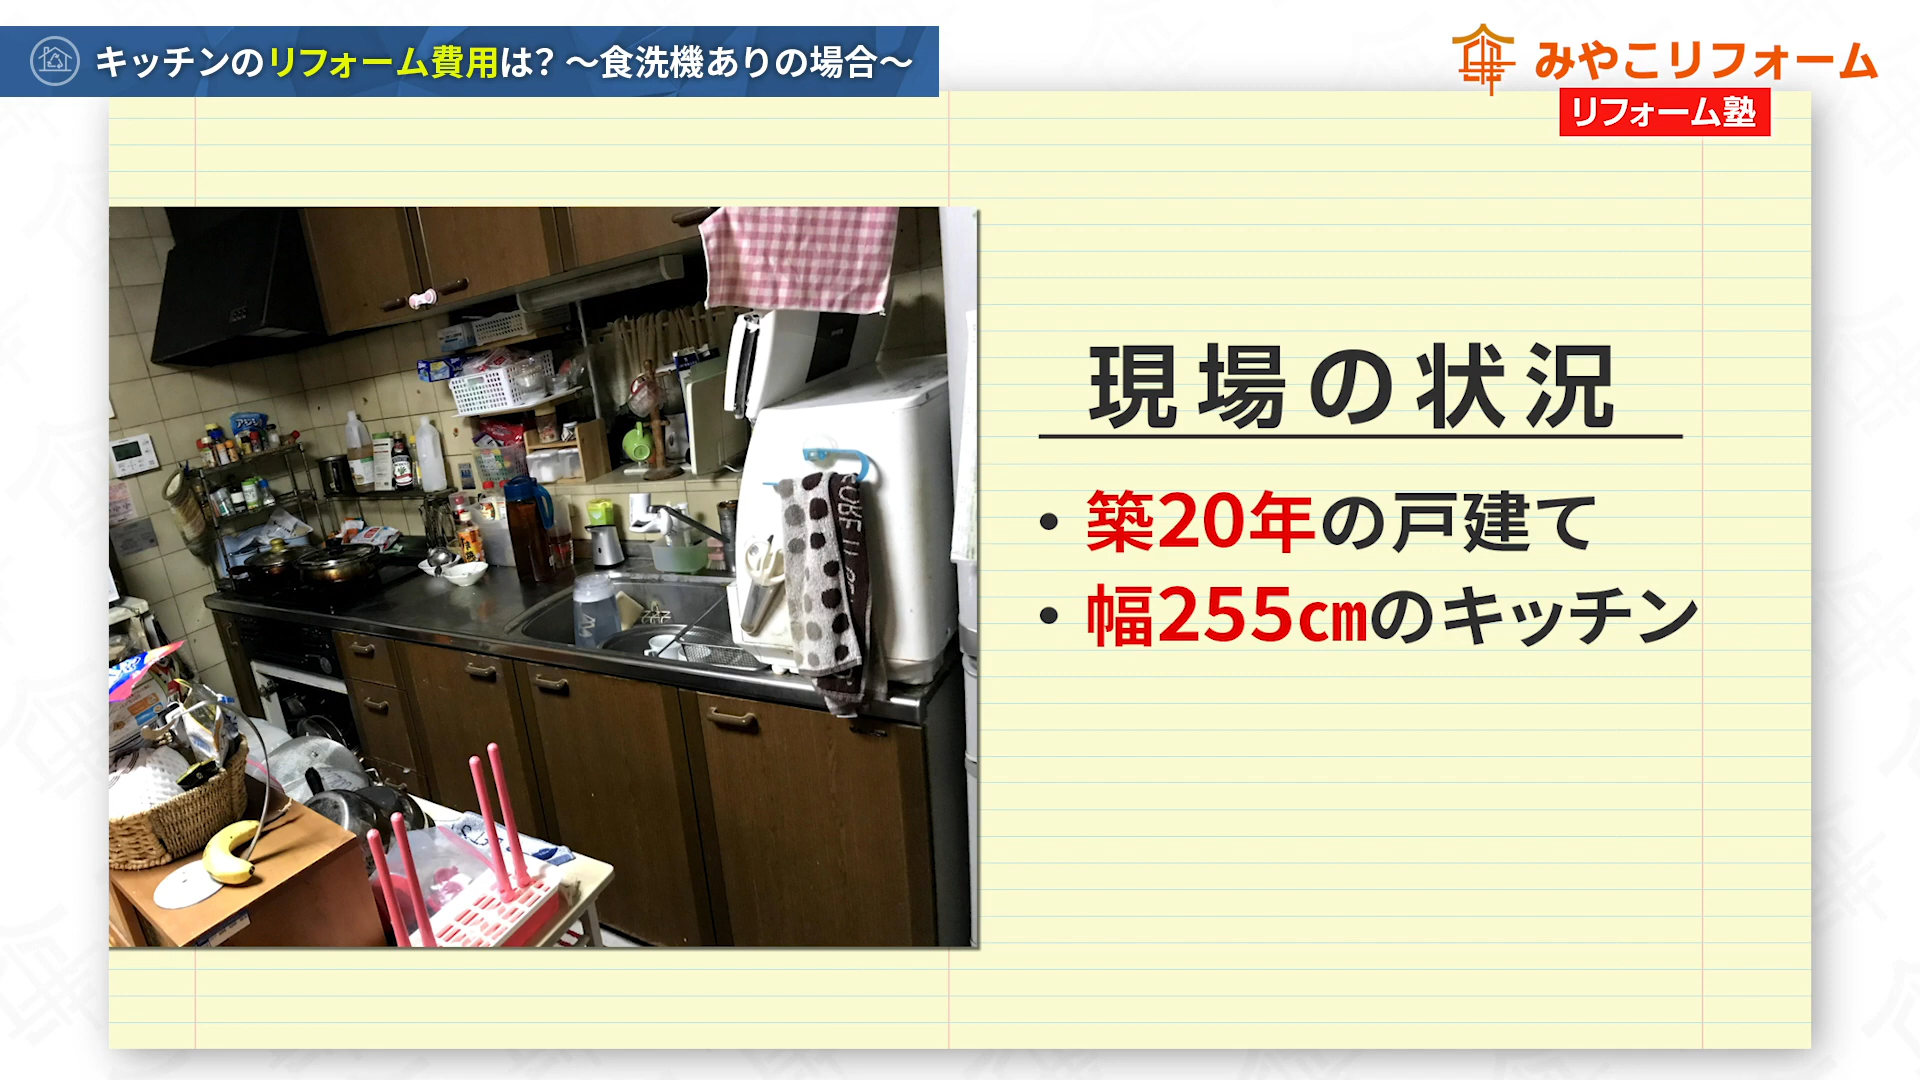 キッチンのリフォーム費用は？ ～食洗機ありの場合～
みやこリフォーム
リフォーム塾
現場の状況
・築20年の戸建て
・幅255㎝のキッチン